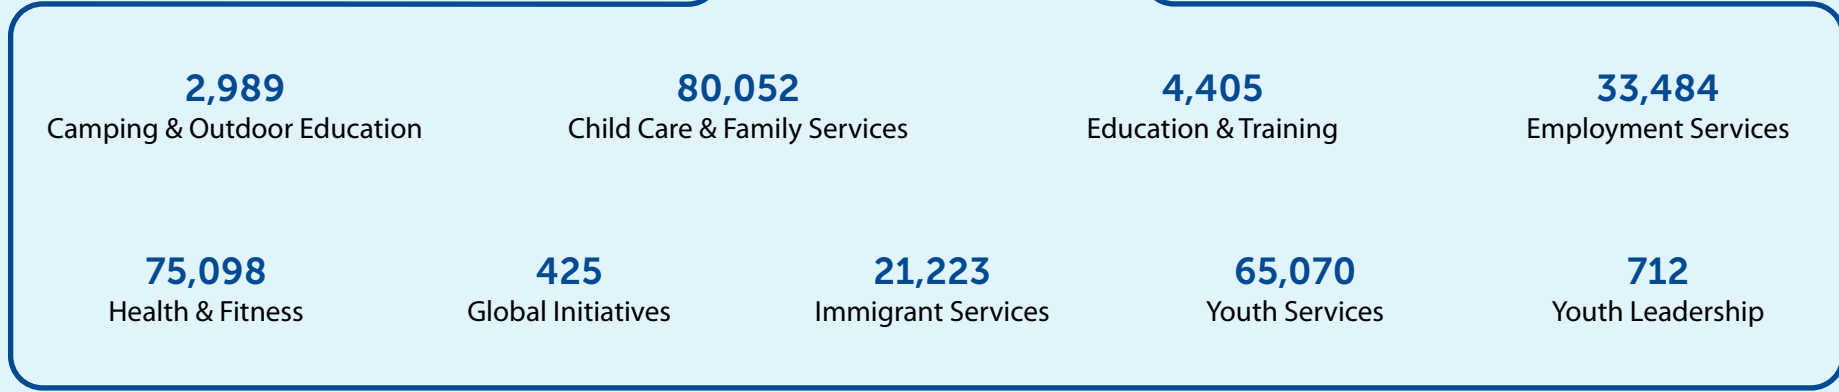 2,989
Camping & Outdoor Education
80,052
Child Care & Family Services
4,405
Education & Training
33,484
Employment Services
75,098
Health & Fitness
425
Global Initiatives
21,223
Immigrant Services
65,070
Youth Services
712
Youth Leadership